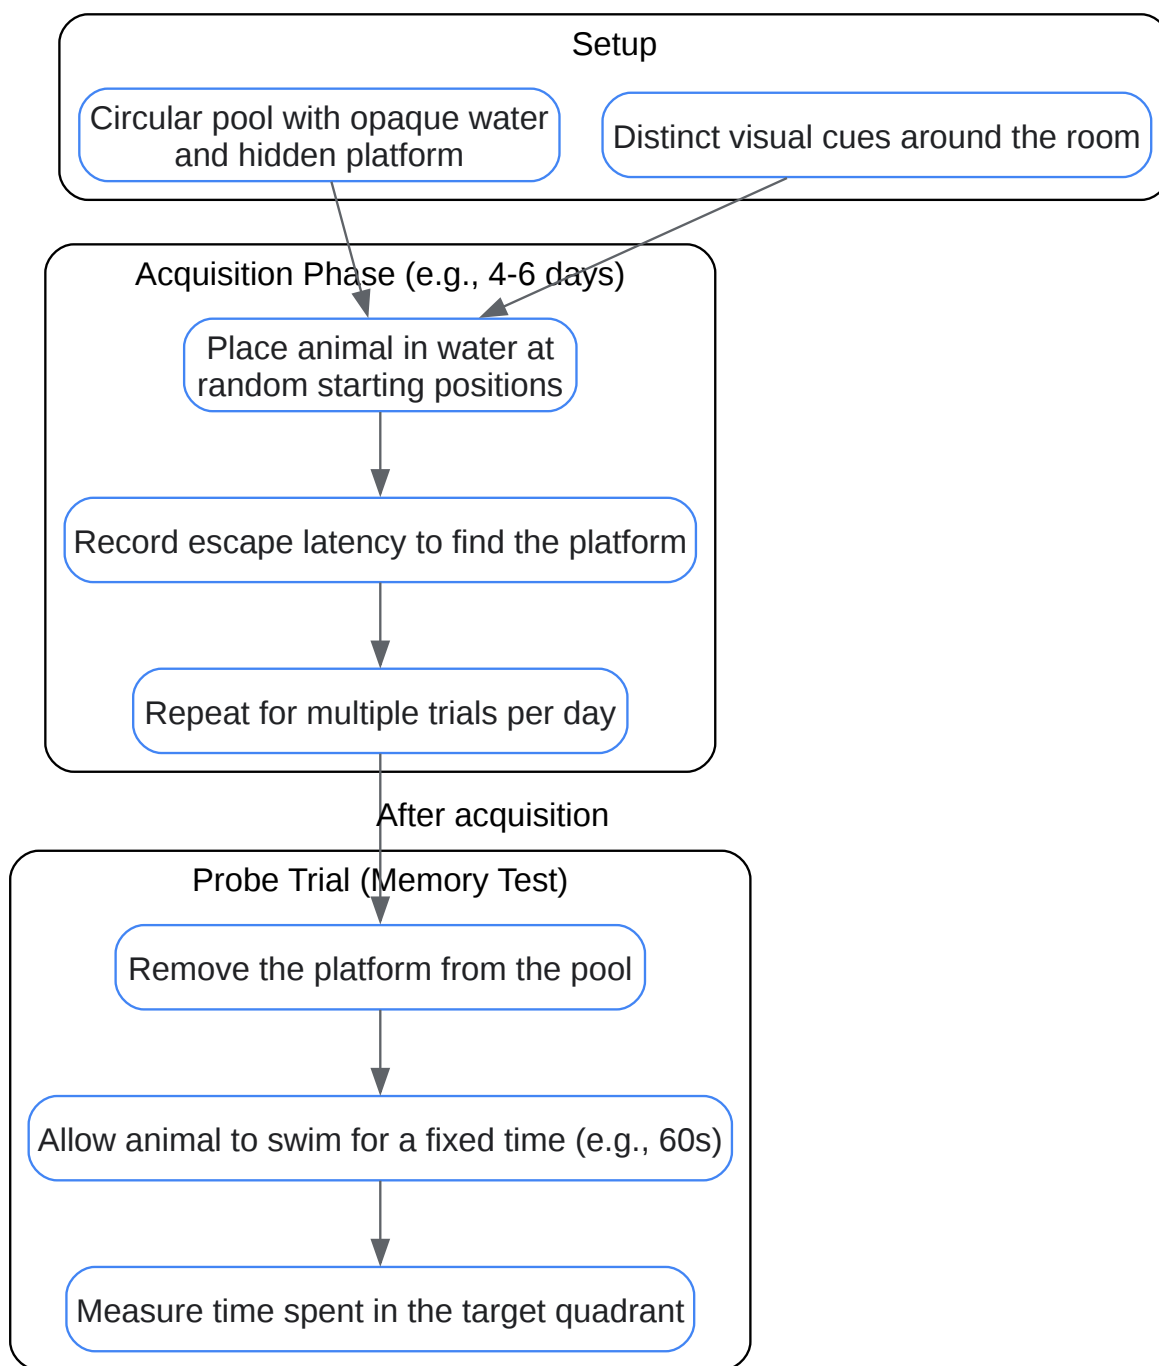 Setup
Circular pool with opaque water
and hidden platform
Distinct visual cues around the room
Acquisition Phase (e.g., 4-6 days)
Place animal in water at
random starting positions
Record escape latency to find the platform
Repeat for multiple trials per day
After acquisition
Probe Trial (Memory Test)
Remove the platform from the pool
Allow animal to swim for a fixed time (e.g., 60s)
Measure time spent in the target quadrant